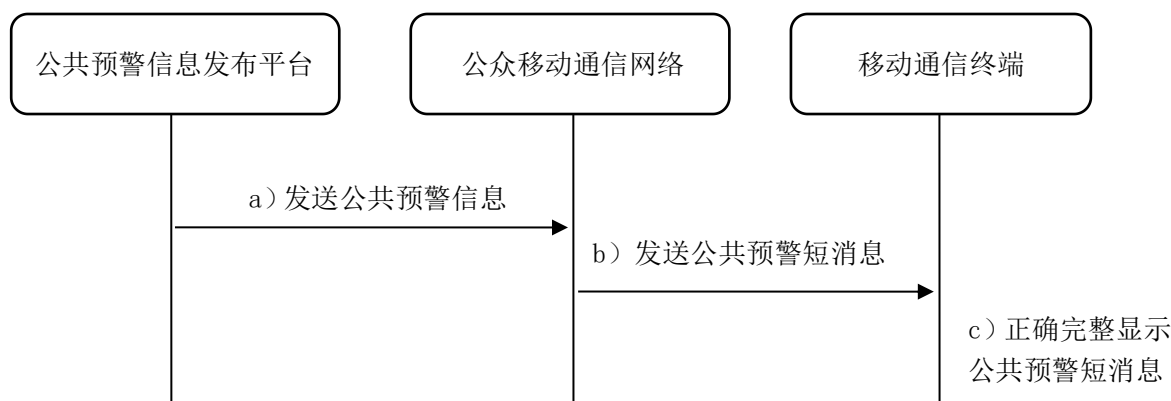 公共预警信息发布平台
公众移动通信网络
移动通信终端
a）发送公共预警信息
b）发送公共预警短消息
c）正确完整显示
公共预警短消息